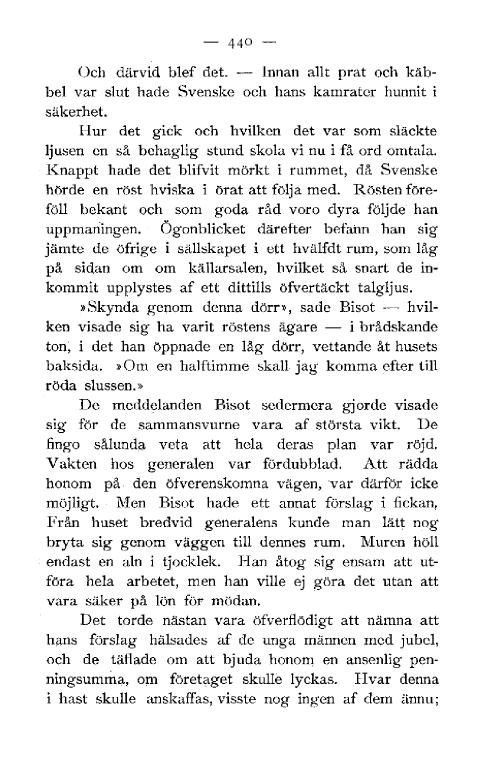 — 440 —
Och därvid blef det. — Innan allt prat och käb-
bel var slut hade Svenske och hans kamrater hunnit i
säkerhet.
Hur det gick och hvilken det var som släckte
ljusen en så behaglig stund skola vi nu i få ord omtala.
Knappt hade det blifvit mörkt i rummet, då Svenske
hörde en röst hviska i örat att följa med. Rösten före-
föll bekant och som goda råd voro dyra följde han
uppmaningen. Ögonblicket därefter befann han sig
jämte de öfrige i sällskapet i ett hvälfdt rum, som låg
på sidan om om källarsalen, hvilket så snart de in-
kommit upplystes af ett dittills öfvertäckt talgljus.
»Skynda genom denna dörr», sade Bisot — hvil-
ken visade sig ha varit röstens ägare — i brådskande
ton, i det han öppnade en låg dörr, vettande åt husets
baksida. »Om en halftimme skall jag komma efter till
röda slussen.»
De meddelanden Bisot sedermera gjorde visade
sig för de sammansvurne vara af största vikt. De
fingo sålunda veta att hela deras plan var röjd.
Vakten hos generalen var fördubblad. Att rädda
honom på den öfverenskomna vägen, var därför icke
möjligt. Men Bisot hade ett annat förslag i fickan,
Från huset bredvid generalens kunde man lätt nog
bryta sig genom väggen till dennes rum. Muren höll
endast en aln i tjocklek. Han åtog sig ensam att ut-
föra hela arbetet, men han ville ej göra det utan att
vara säker på lön för mödan.
Det torde nästan vara öfverflödigt att nämna att
hans förslag hälsades af de unga männen med jubel,
och de täflade om att bjuda honom en ansenlig pen-
ningsumma, om företaget skulle lyckas. Hvar denna
i hast skulle anskaffas, visste nog ingen af dem ännu;